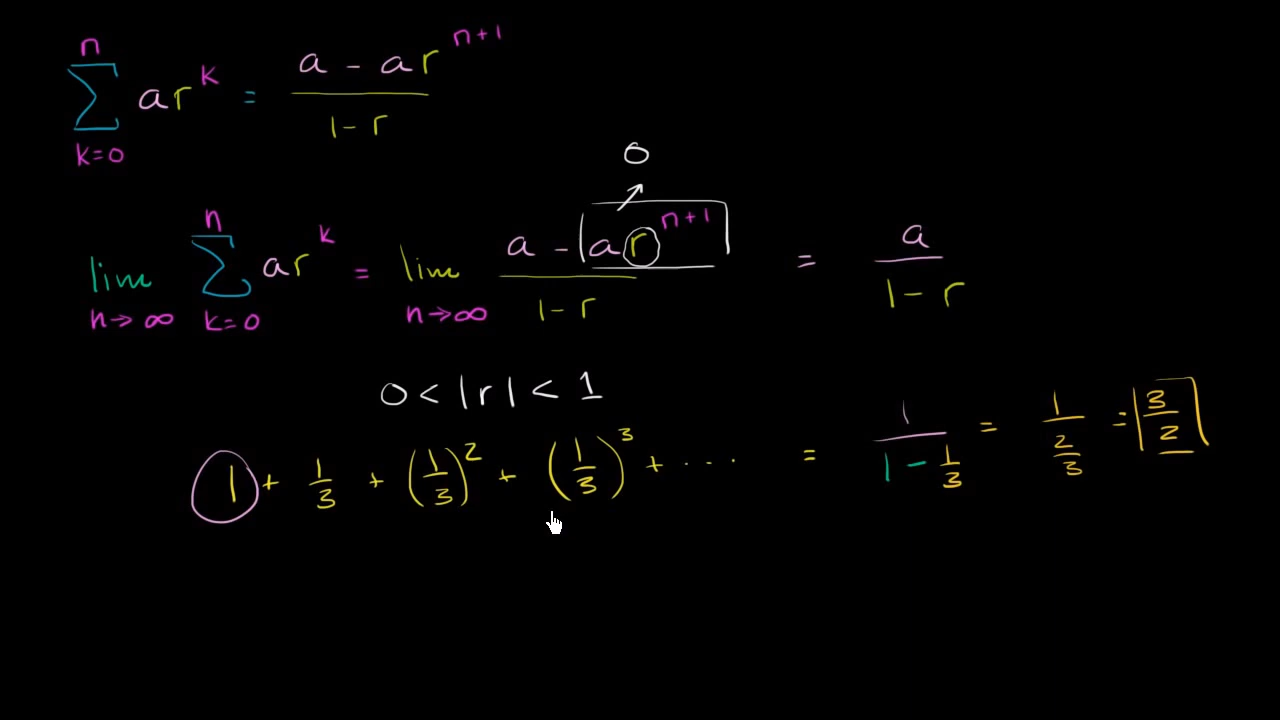 n
∑ ar^k = (a - ar^(n+1)) / (1 - r)
k=0
0
lim n→∞ ∑ n k=0 ar^k = lim n→∞ (a - ar^(n+1)) / (1 - r) = a / (1 - r)
0 < |r| < 1
1 + 1/3 + (1/3)^2 + (1/3)^3 + ... = 1 / (1 - 1/3) = 1 / (2/3) = 3/2